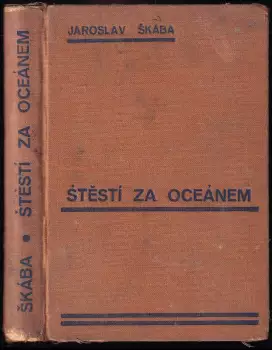 ŠKÁBA • ŠTĚSTÍ ZA OCEÁNEM
JAROSLAV ŠKÁBA
ŠTĚSTÍ ZA OCEÁNEM